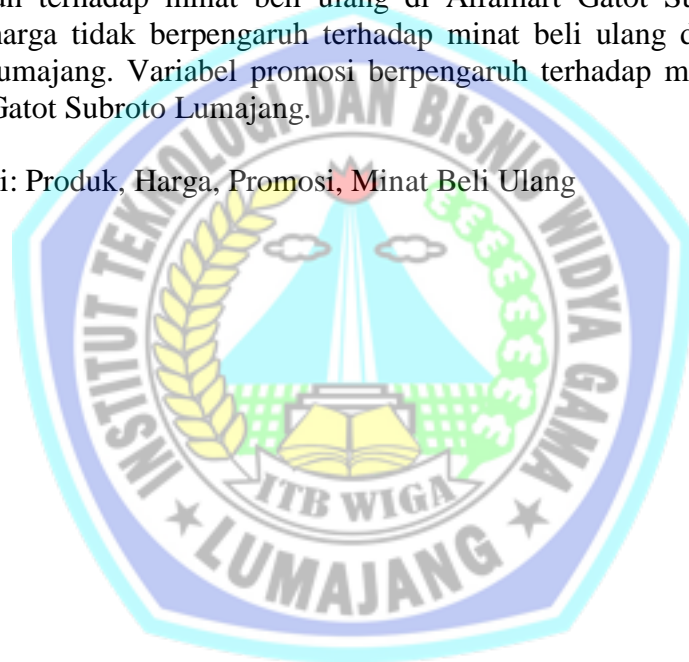 terhadap minat beli ulang di Alfamart Gatot Su
harga tidak berpengaruh terhadap minat beli ulang d
umajang. Variabel promosi berpengaruh terhadap m
Gatot Subroto Lumajang.
i: Produk, Harga, Promosi, Minat Beli Ulang
INSTITUT TEKNOLOGI DAN BISNIS WIDYA GAMA
ITB WIGA
LUMAJANG